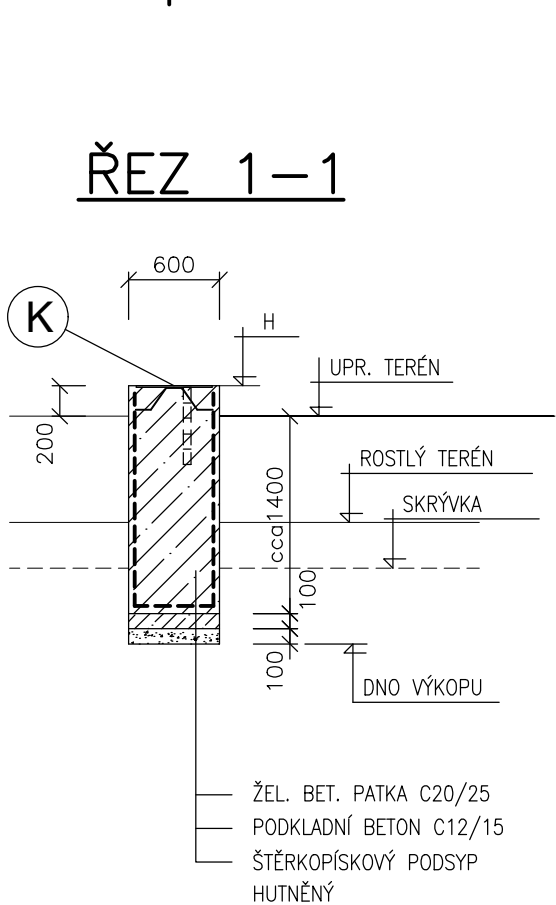 ŘEZ 1-1
600
K
H
UPR. TERÉN
200
ROSTLÝ TERÉN
cca1400
SKRÝVKA
100
100
DNO VÝKOPU
ŽEL. BET. PATKA C20/25
PODKLADNÍ BETON C12/15
ŠTĚRKOPÍSKOVÝ PODSYP
HUTNĚNÝ